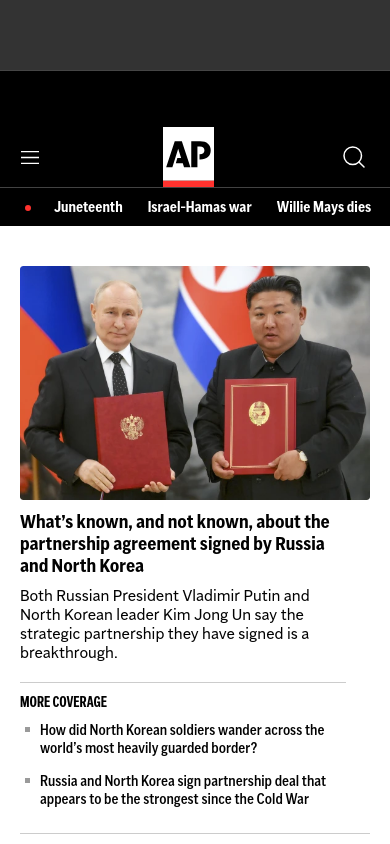 AP
Juneteenth Israel-Hamas war Willie Mays dies
What's known, and not known, about the
partnership agreement signed by Russia
and North Korea
Both Russian President Vladimir Putin and
North Korean leader Kim Jong Un say the
strategic partnership they have signed is a
breakthrough.
MORE COVERAGE
How did North Korean soldiers wander across the
world's most heavily guarded border?
Russia and North Korea sign partnership deal that
appears to be the strongest since the Cold War